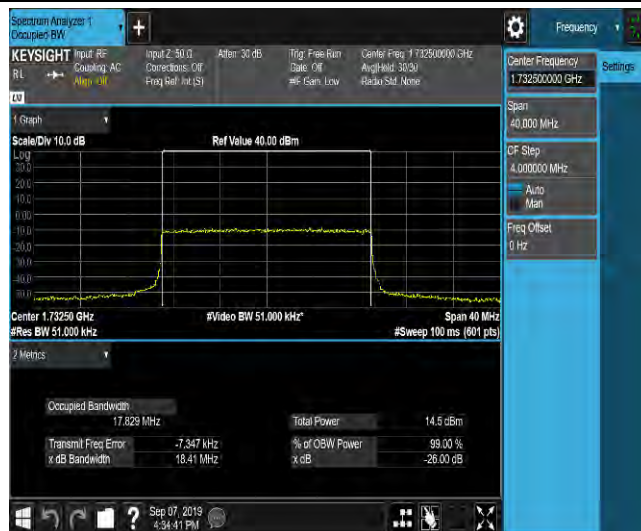 Spectrum Analyzer 1
Occupied BW
Frequency
KEYSIGHT
RL
Input: RF
Coupling: AC
Align: Off
Input Z: 50 Ω
Corrections: Off
Freq Ref: Int (S)
Atten: 30 dB
Trig: Free Run
Gate: Off
#IF Gain: Low
Center Freq: 1.732500000 GHz
Avg|Hold: 30/30
Radio Std: None
Center Frequency
1.732500000 GHz
Settings
Span
40.000 MHz
CF Step
4.000000 MHz
Auto
Man
Freq Offset
0 Hz
1 Graph
Scale/Div 10.0 dB
Ref Value 40.00 dBm
Log
30.0
20.0
10.0
0.00
-10.0
-20.0
-30.0
-40.0
-50.0
Center 1.73250 GHz
#Video BW 51.000 kHz*
Span 40 MHz
#Res BW 51.000 kHz
#Sweep 100 ms (601 pts)
2 Metrics
Occupied Bandwidth
17.829 MHz
Total Power
14.5 dBm
Transmit Freq Error
-7.347 kHz
% of OBW Power
99.00 %
x dB Bandwidth
18.41 MHz
x dB
-26.00 dB
Sep 07, 2019
4:34:41 PM